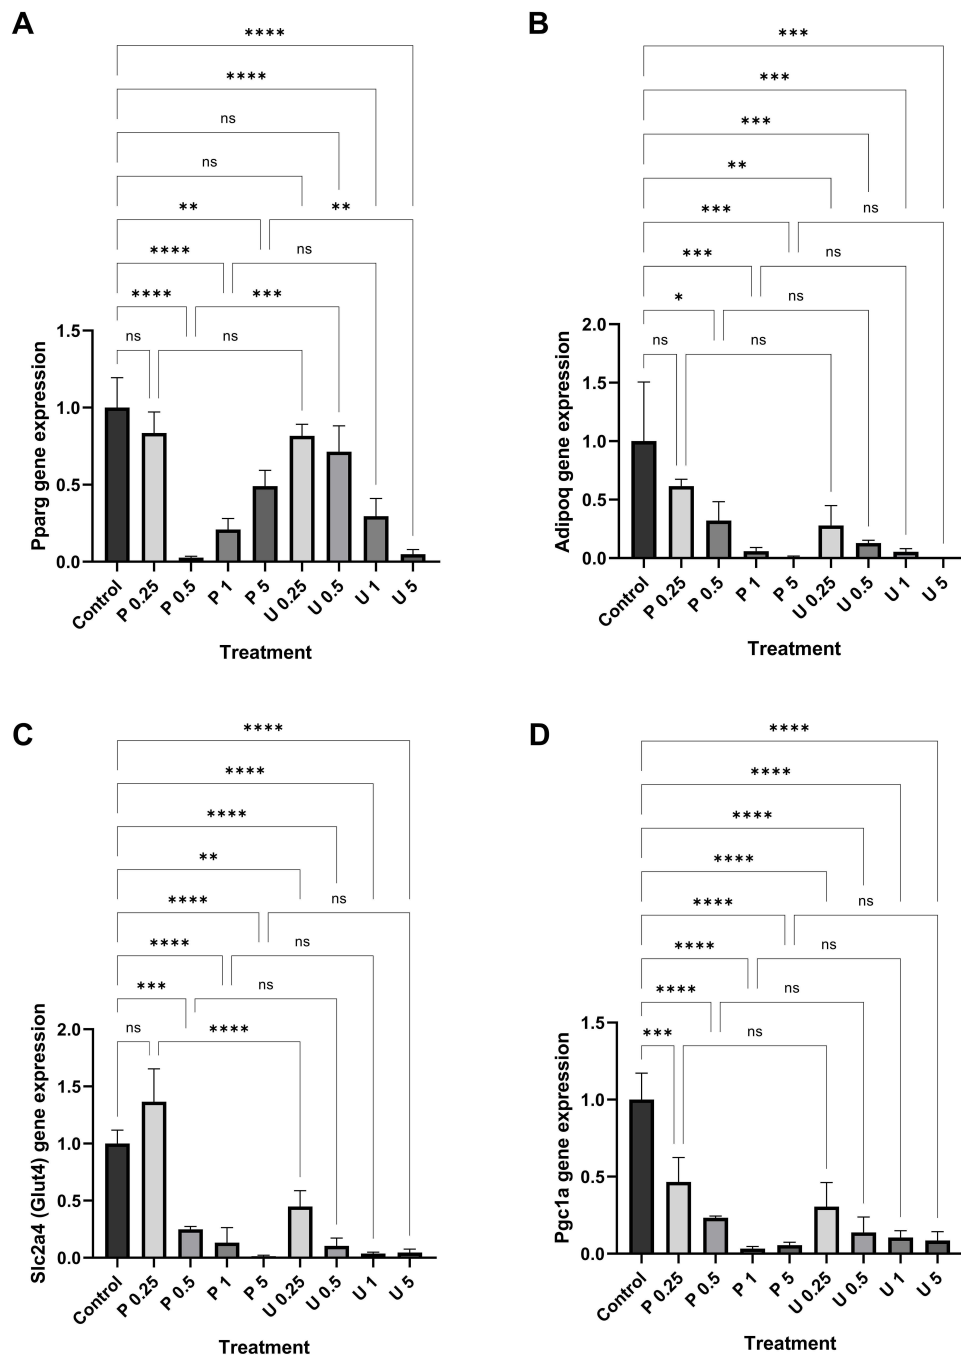 A
****
****
ns
ns
** **
**** ns
**** ***
ns ns
1.5
1.0
0.5
0.0
Pparg gene expression
Control P 0.25 P 0.5 P 1 P 5 U 0.25 U 0.5 U 1 U 5
Treatment
B
***
***
***
**
*** ns
*** ns
* ns
ns ns
2.0
1.5
1.0
0.5
0.0
Adipoq gene expression
Control P 0.25 P 0.5 P 1 P 5 U 0.25 U 0.5 U 1 U 5
Treatment
C
****
****
****
**
**** ns
**** ns
*** ns
ns ****
2.0
1.5
1.0
0.5
0.0
Slc2a4 (Glut4) gene expression
Control P 0.25 P 0.5 P 1 P 5 U 0.25 U 0.5 U 1 U 5
Treatment
D
****
****
****
****
**** ns
**** ns
**** ns
*** ns
1.5
1.0
0.5
0.0
Pgc1a gene expression
Control P 0.25 P 0.5 P 1 P 5 U 0.25 U 0.5 U 1 U 5
Treatment